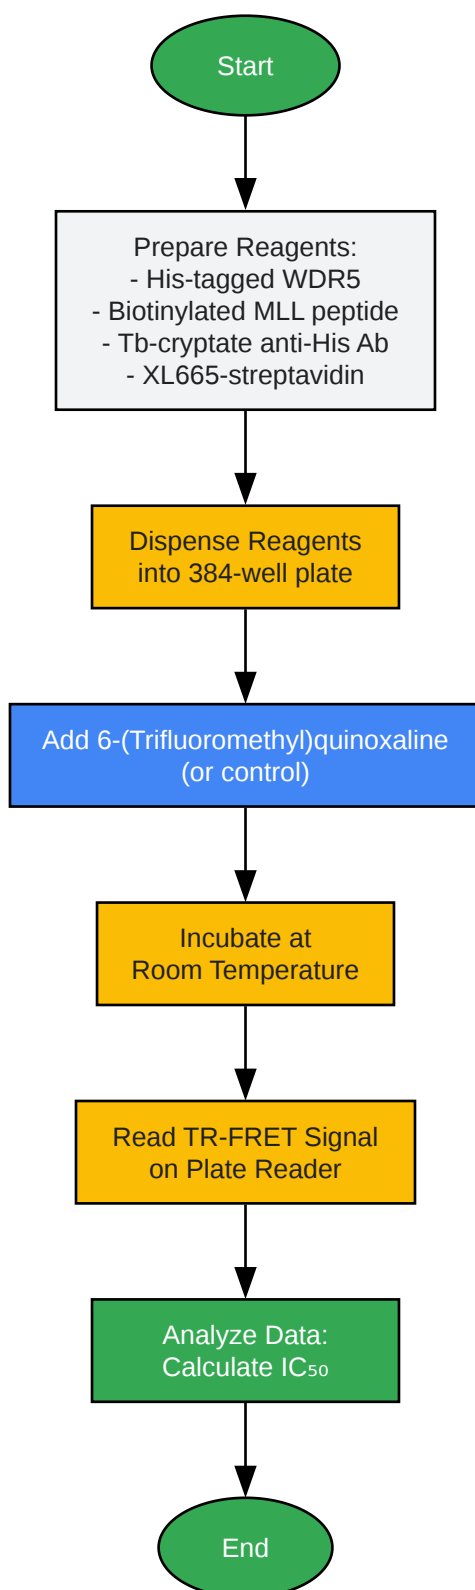 Start
Prepare Reagents:
- His-tagged WDR5
- Biotinylated MLL peptide
- Tb-cryptate anti-His Ab
- XL665-streptavidin
Dispense Reagents
into 384-well plate
Add 6-(Trifluoromethyl)quinoxaline
(or control)
Incubate at
Room Temperature
Read TR-FRET Signal
on Plate Reader
Analyze Data:
Calculate IC₅₀
End